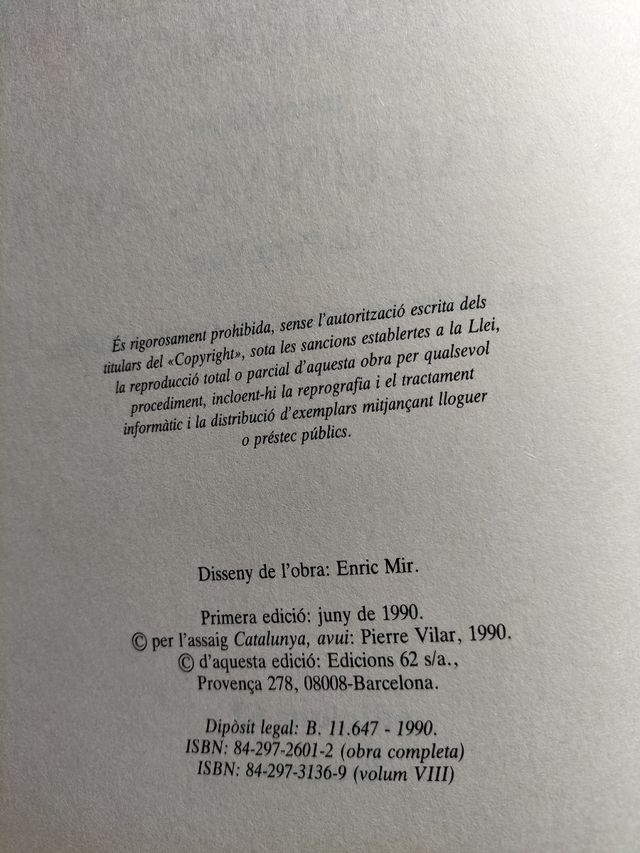 És rigorosament prohibida, sense l'autorització escrita dels
titulars del «Copyright», sota les sancions establertes a la Llei,
la reproducció total o parcial d'aquesta obra per qualsevol
procediment, incloent-hi la reprografia i el tractament
informàtic i la distribució d'exemplars mitjançant lloguer
o préstec públics.
Disseny de l'obra: Enric Mir.
Primera edició: juny de 1990.
© per l'assaig Catalunya, avui: Pierre Vilar, 1990.
© d'aquesta edició: Edicions 62 s/a.,
Provença 278, 08008-Barcelona.
Dipòsit legal: B. 11.647 - 1990.
ISBN: 84-297-2601-2 (obra completa)
ISBN: 84-297-3136-9 (volum VIII)